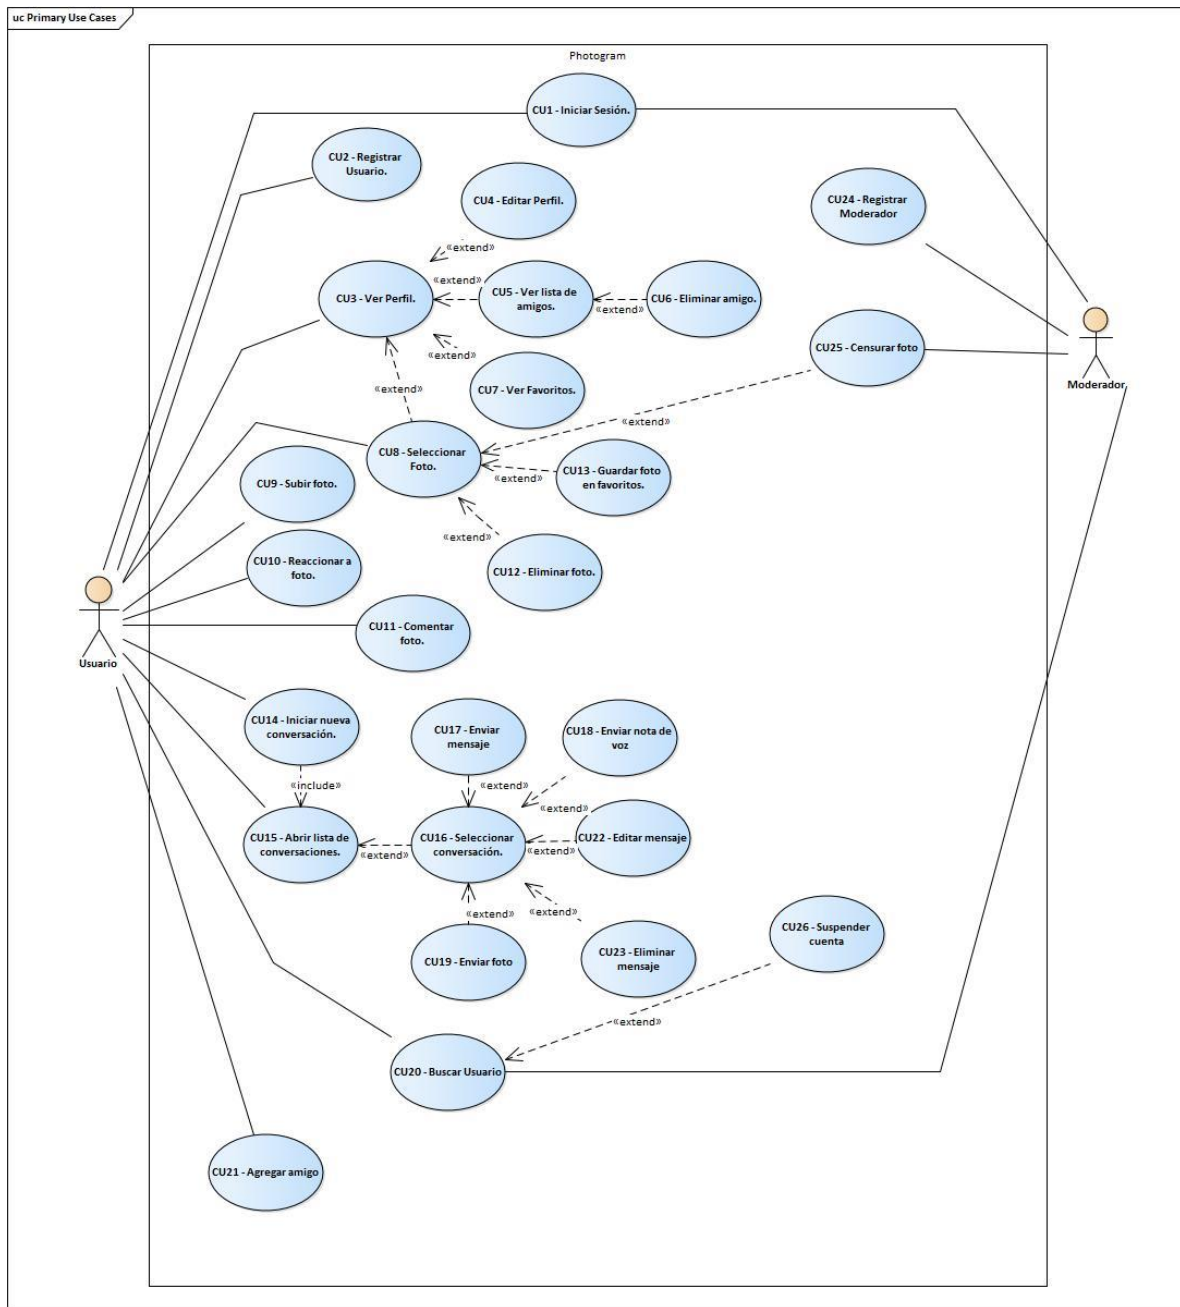 uc Primary Use Cases
Photogram
CU1 - Iniciar Sesión.
CU2 - Registrar
Usuario.
CU4 - Editar Perfil.
CU24 - Registrar
Moderador
«extend»
«extend»
CU3 - Ver Perfil.
CU5 - Ver lista de
amigos.
CU6 - Eliminar amigo.
«extend»
CU25 - Censurar foto
Moderador
«extend»
CU7 - Ver Favoritos.
«extend»
«extend»
CU8 - Seleccionar
Foto.
CU13 - Guardar foto
en favoritos.
«extend»
CU9 - Subir foto.
«extend»
CU10 - Reaccionar a
foto.
CU12 - Eliminar foto.
CU11 - Comentar
foto.
Usuario
CU14 - Iniciar nueva
conversación.
CU17 - Enviar
mensaje
CU18 - Enviar nota de
voz
«include»
«extend»
«extend»
CU15 - Abrir lista de
conversaciones.
«extend»
CU16 - Seleccionar
conversación.
CU22 - Editar mensaje
«extend»
«extend»
«extend»
CU19 - Enviar foto
CU23 - Eliminar
mensaje
CU26 - Suspender
cuenta
«extend»
CU20 - Buscar Usuario
CU21 - Agregar amigo